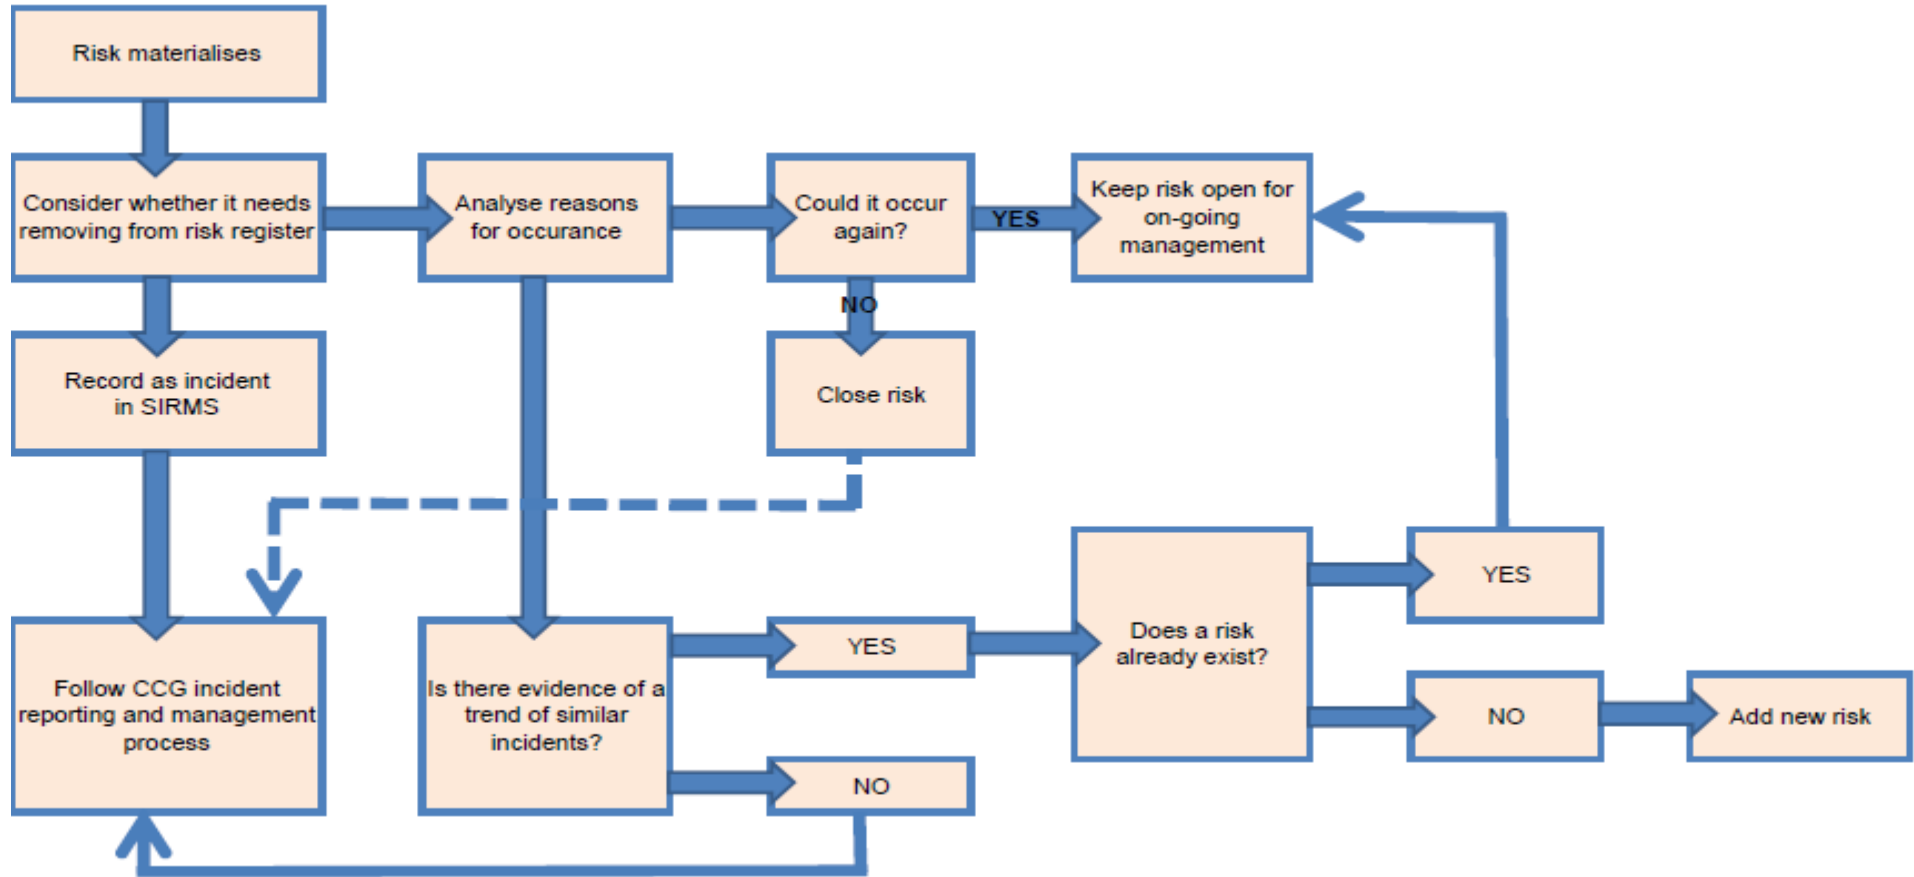 Risk materialises
Consider whether it needs
removing from risk register
Analyse reasons
for occurance
Could it occur
again?
YES
Keep risk open for
on-going
management
NO
Record as incident
in SIRMS
Close risk
Follow CCG incident
reporting and management
process
Is there evidence of a
trend of similar
incidents?
YES
NO
Does a risk
already exist?
YES
NO
Add new risk